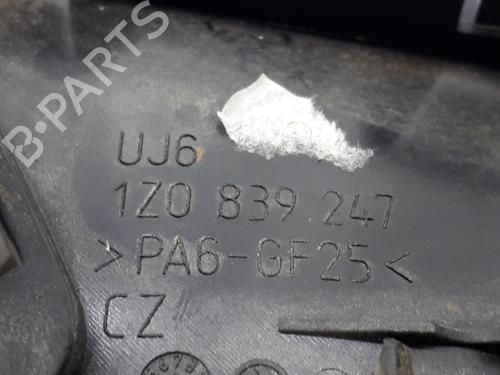 B-PARTS
UJ6
1Z0 839 247
>PA6-GF25<
CZ